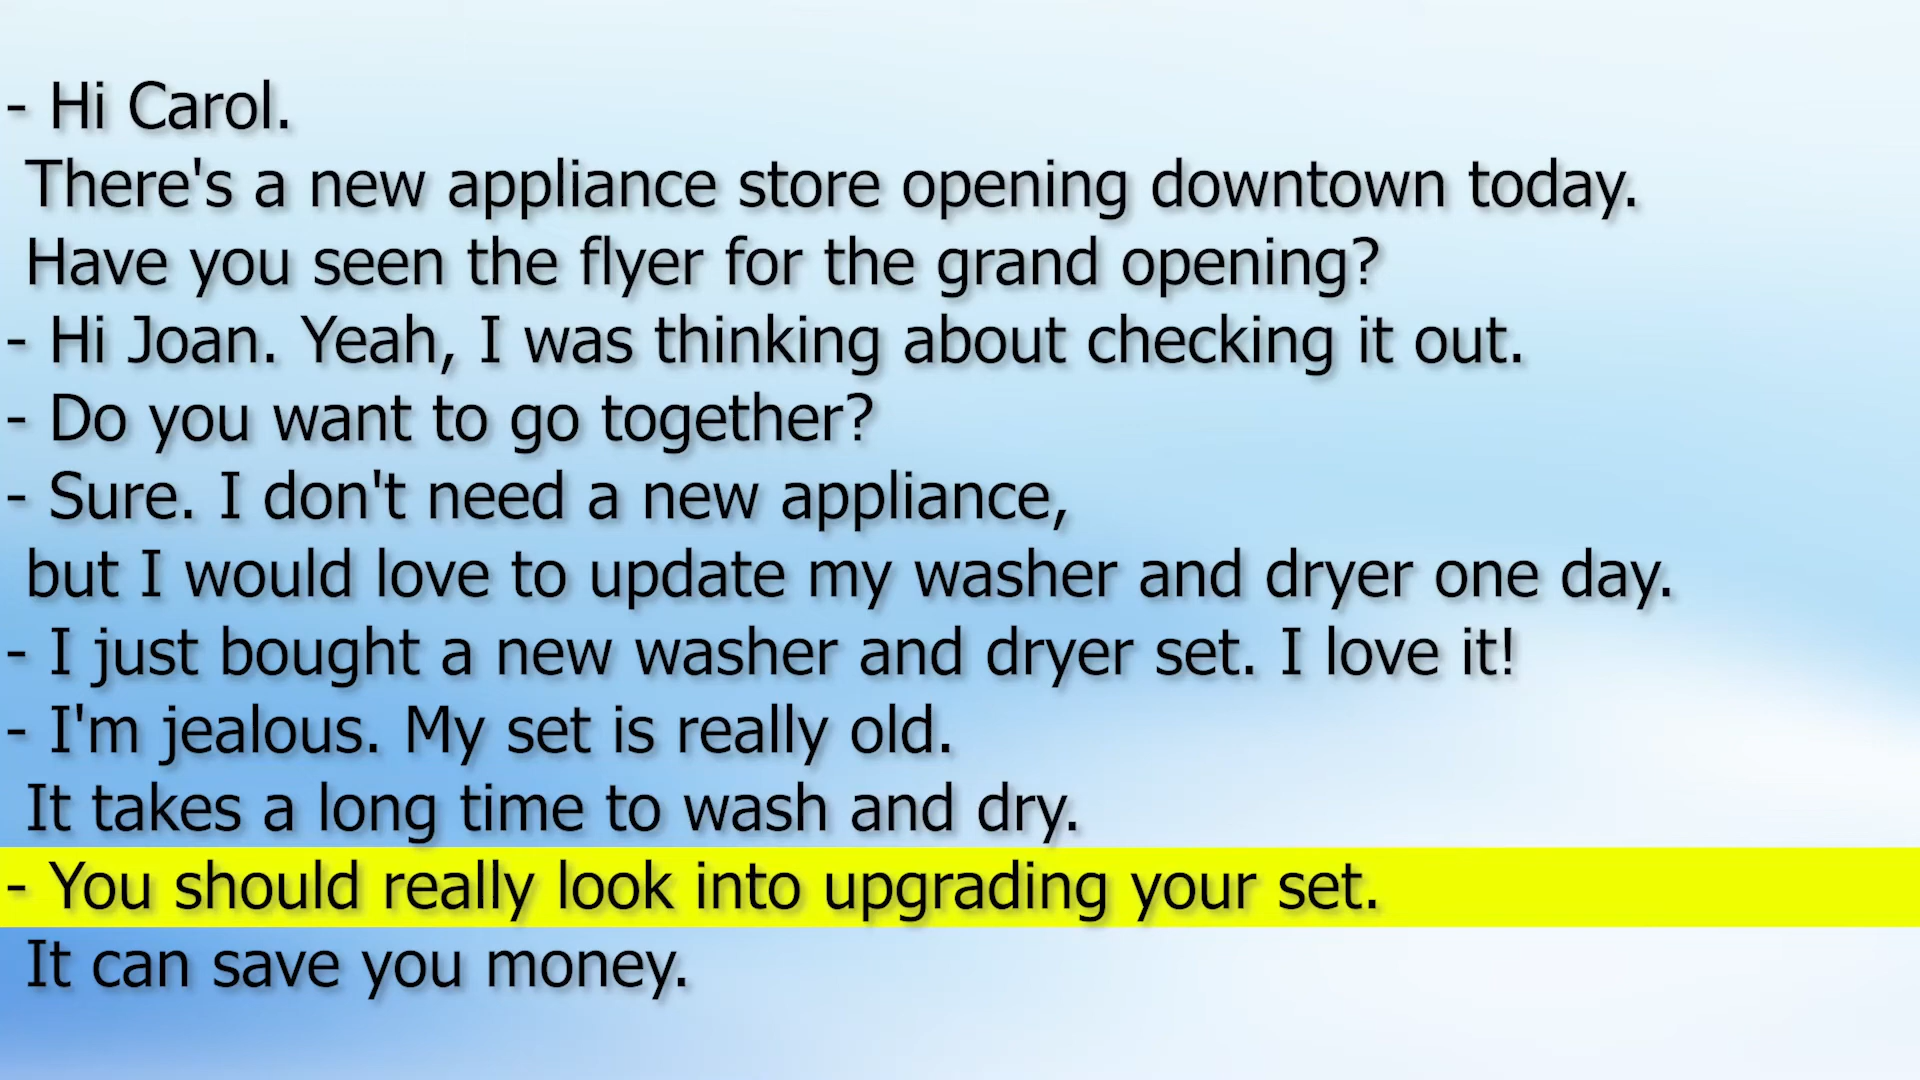 - Hi Carol.
There's a new appliance store opening downtown today.
Have you seen the flyer for the grand opening?
- Hi Joan. Yeah, I was thinking about checking it out.
- Do you want to go together?
- Sure. I don't need a new appliance,
but I would love to update my washer and dryer one day.
- I just bought a new washer and dryer set. I love it!
- I'm jealous. My set is really old.
It takes a long time to wash and dry.
- You should really look into upgrading your set.
It can save you money.